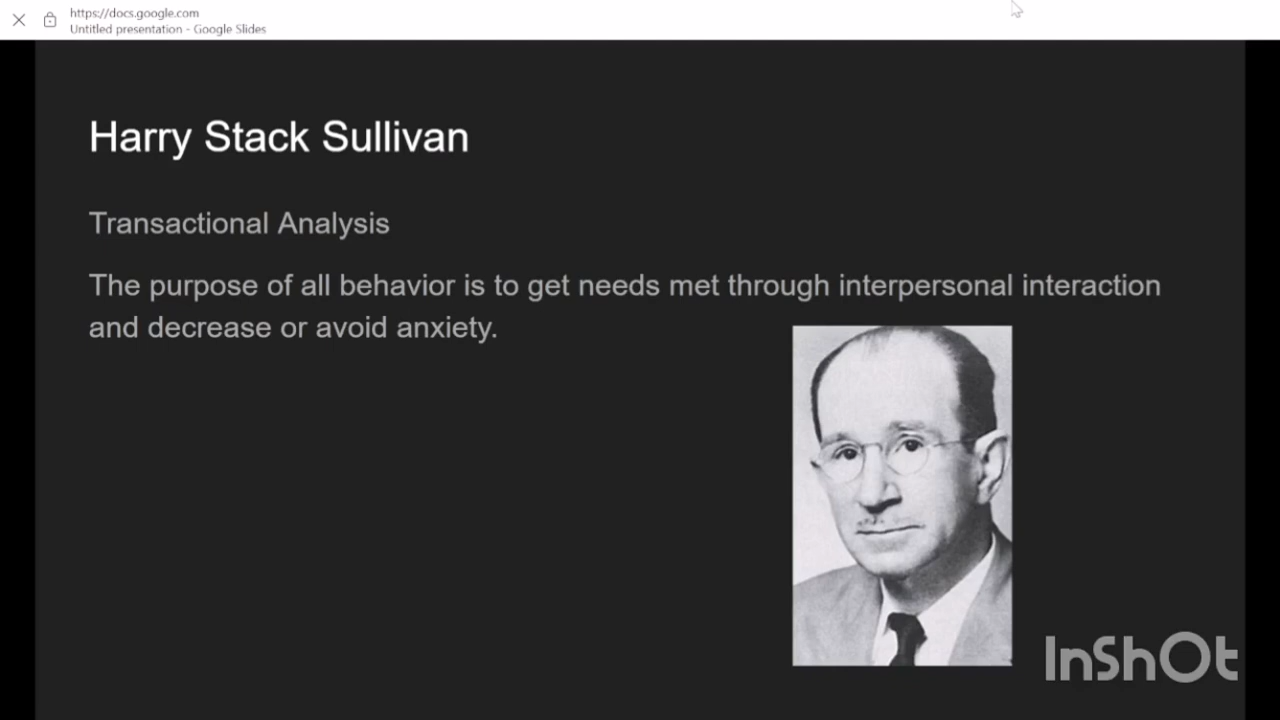 https://docs.google.com
Untitled presentation - Google Slides
Harry Stack Sullivan
Transactional Analysis
The purpose of all behavior is to get needs met through interpersonal interaction
and decrease or avoid anxiety.
InShOt